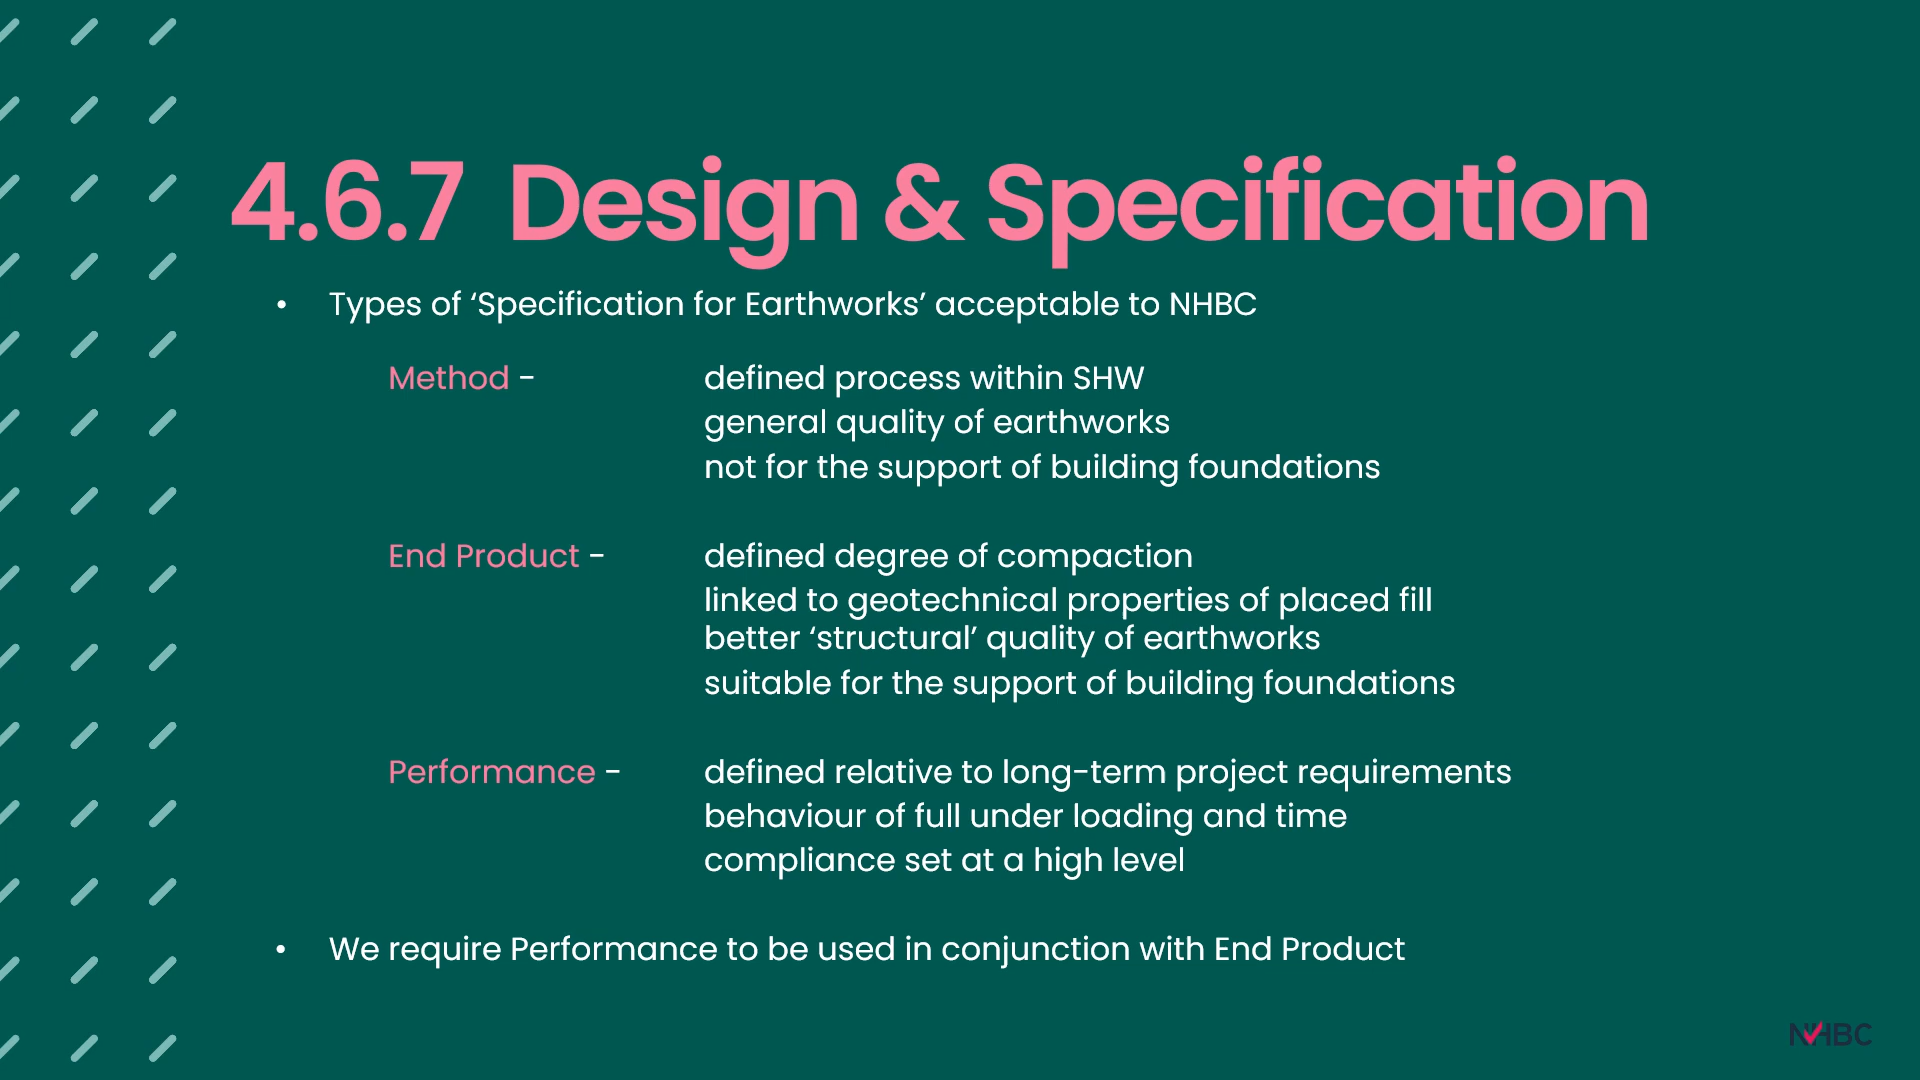 4.6.7 Design & Specification
• Types of ‘Specification for Earthworks’ acceptable to NHBC
Method - defined process within SHW
general quality of earthworks
not for the support of building foundations
End Product - defined degree of compaction
linked to geotechnical properties of placed fill
better ‘structural’ quality of earthworks
suitable for the support of building foundations
Performance - defined relative to long-term project requirements
behaviour of full under loading and time
compliance set at a high level
• We require Performance to be used in conjunction with End Product
NHBC